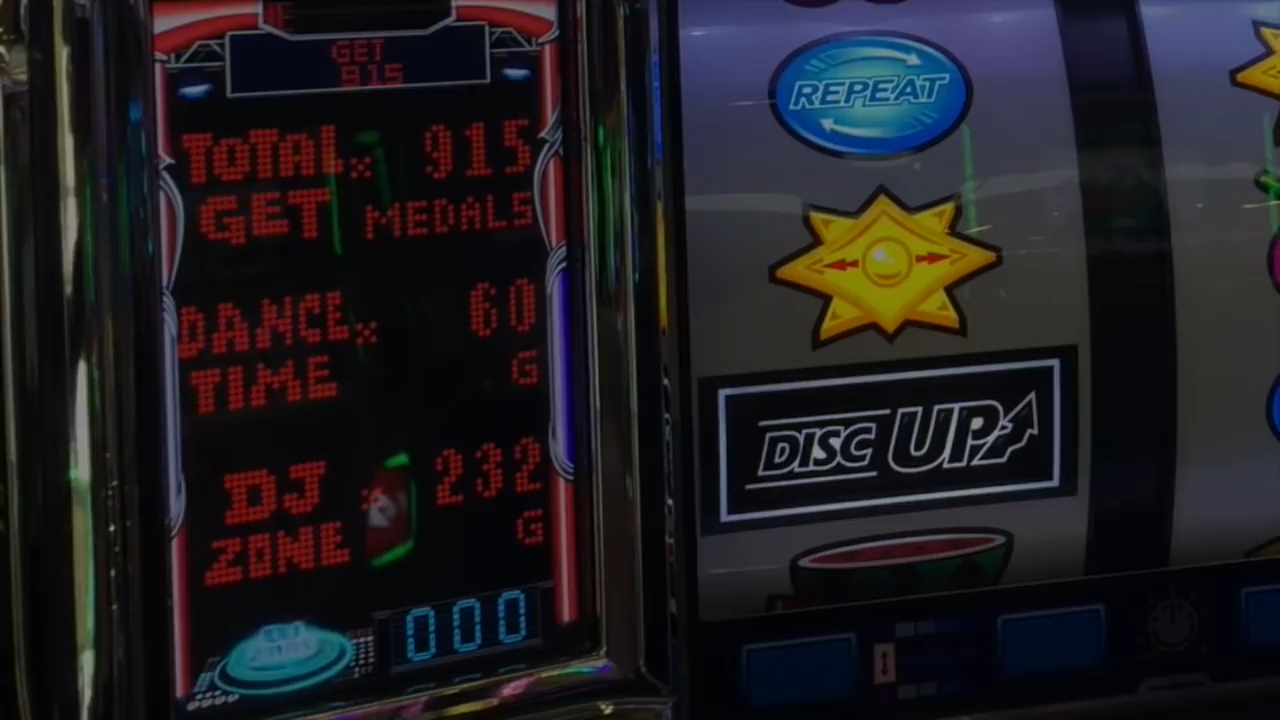 GET
915
TOTAL 915
GET MEDALS
DANCE 60
TIME G
DJ 232
ZONE G
000
REPEAT
DISC UP